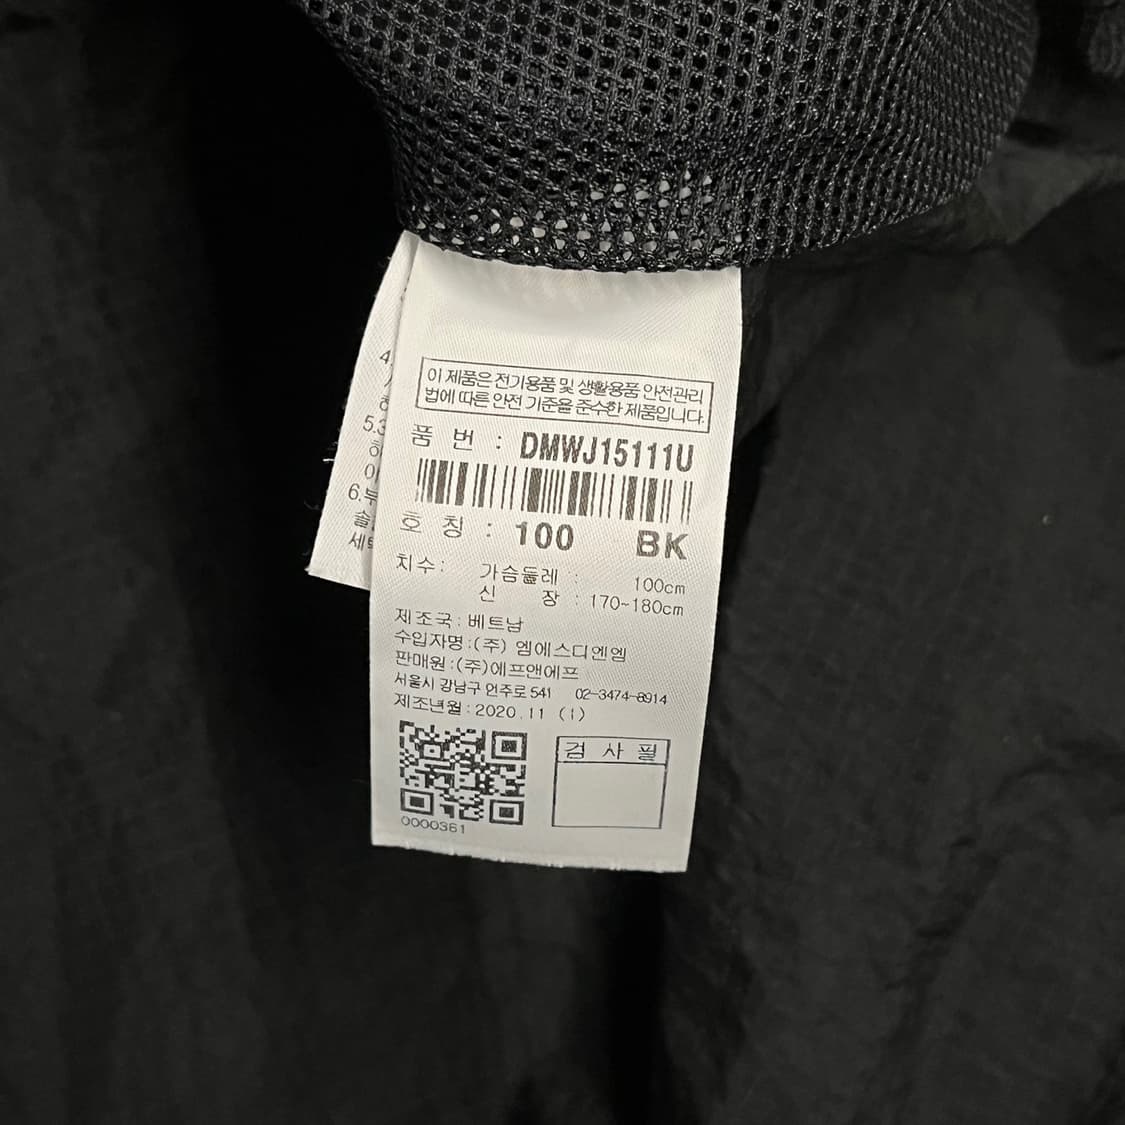 이 제품은 전기용품 및 생활용품 안전관리
법에 따른 안전 기준을 준수한 제품입니다.
품 번 : DMWJ15111U
호 칭 : 100 BK
치수: 가슴둘레 : 100cm
신 장 : 170~180cm
제조국:베트남
수입자명:(주) 엠에스디엔엠
판매원:(주)에프앤에프
서울시 강남구 언주로 541 02-3474-8914
제조년월:2020.11 (1)
검 사 필
0000361
4.
5.3
6.부